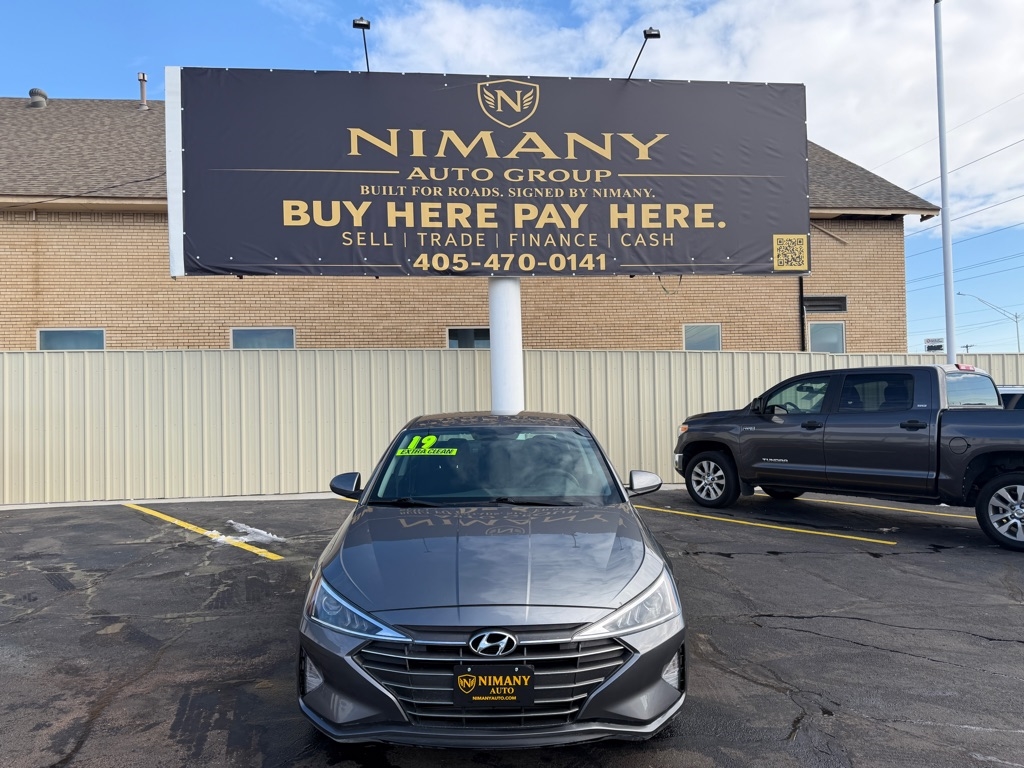 N
NIMANY
AUTO GROUP
BUILT FOR ROADS. SIGNED BY NIMANY.
BUY HERE PAY HERE.
SELL | TRADE | FINANCE | CASH
405-470-0141
19
EXTRA CLEAN
TUNDRA
N NIMANY
AUTO
NIMANYAUTO.COM